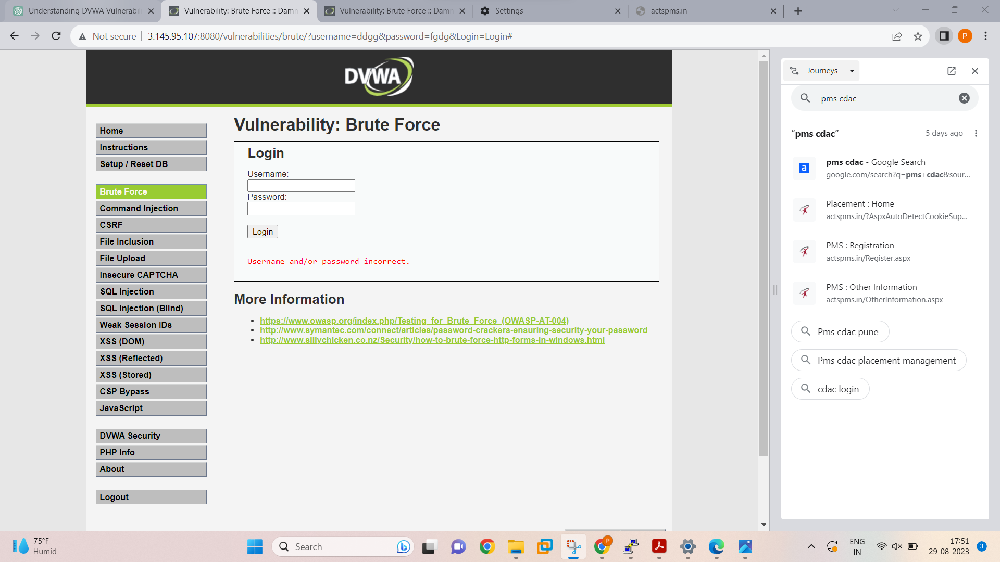 Understanding DVWA Vulnerabili
Vulnerability: Brute Force :: Damn
Vulnerability: Brute Force :: Damn
Settings
actspms.in
Not secure
3.145.95.107:8080/vulnerabilities/brute/?username=ddgg&password=fgdg&Login=Login#
P
DVWA
Home
Instructions
Setup / Reset DB
Brute Force
Command Injection
CSRF
File Inclusion
File Upload
Insecure CAPTCHA
SQL Injection
SQL Injection (Blind)
Weak Session IDs
XSS (DOM)
XSS (Reflected)
XSS (Stored)
CSP Bypass
JavaScript
DVWA Security
PHP Info
About
Logout
Vulnerability: Brute Force
Login
Username:
Password:
Login
Username and/or password incorrect.
More Information
https://www.owasp.org/index.php/Testing_for_Brute_Force_(OWASP-AT-004)
http://www.symantec.com/connect/articles/password-crackers-ensuring-security-your-password
http://www.sillychicken.co.nz/Security/how-to-brute-force-http-forms-in-windows.html
Journeys
pms cdac
“pms cdac”
5 days ago
a
pms cdac - Google Search
google.com/search?q=pms+cdac&sour...
Placement : Home
actspms.in/?AspxAutoDetectCookieSup...
PMS : Registration
actspms.in/Register.aspx
PMS : Other Information
actspms.in/OtherInformation.aspx
Pms cdac pune
Pms cdac placement management
cdac login
75°F
Humid
Search
P
ENG
IN
17:51
29-08-2023
3